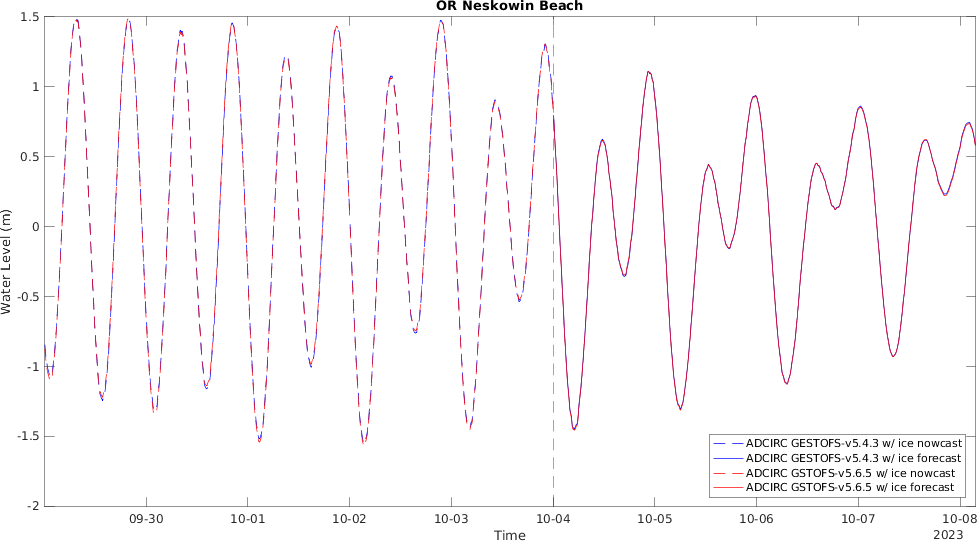 OR Neskowin Beach
1.5
1
0.5
0
-0.5
-1
-1.5
-2
Water Level (m)
ADCIRC GESTOFS-v5.4.3 w/ ice nowcast
ADCIRC GESTOFS-v5.4.3 w/ ice forecast
ADCIRC GSTOFS-v5.6.5 w/ ice nowcast
ADCIRC GSTOFS-v5.6.5 w/ ice forecast
09-30 10-01 10-02 10-03 10-04 10-05 10-06 10-07 10-08
Time
2023